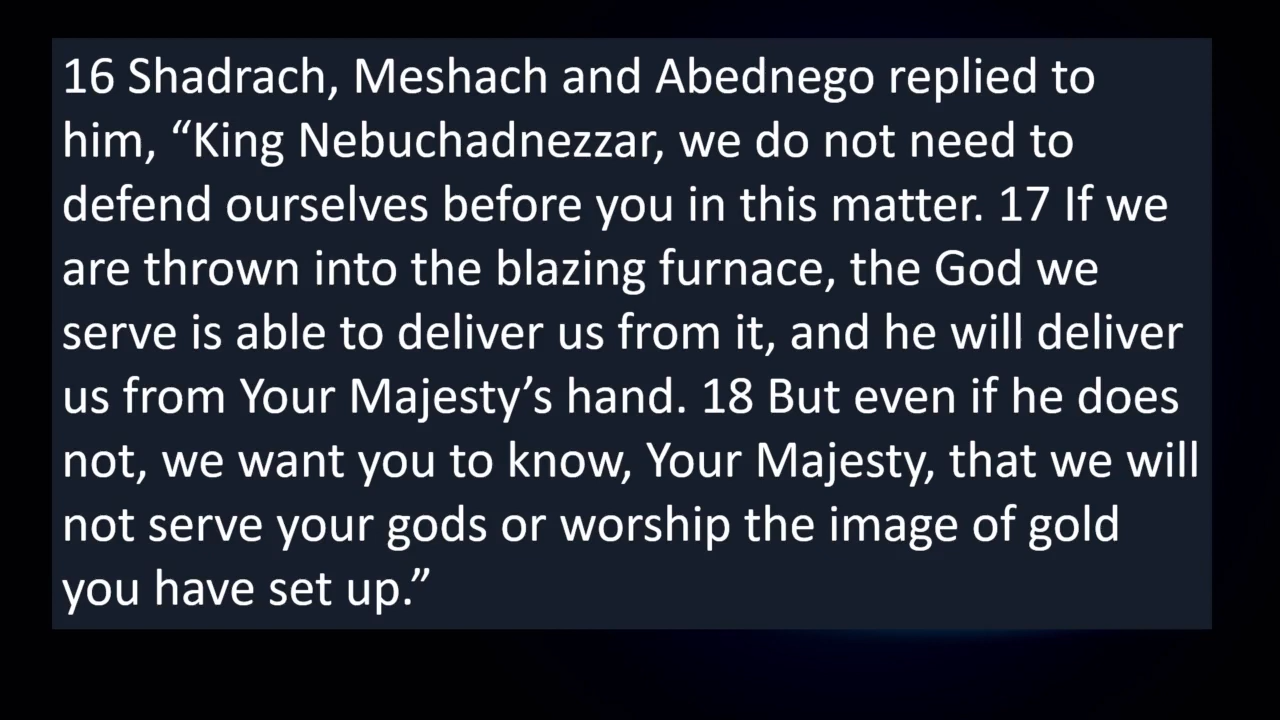 16 Shadrach, Meshach and Abednego replied to
him, “King Nebuchadnezzar, we do not need to
defend ourselves before you in this matter. 17 If we
are thrown into the blazing furnace, the God we
serve is able to deliver us from it, and he will deliver
us from Your Majesty’s hand. 18 But even if he does
not, we want you to know, Your Majesty, that we will
not serve your gods or worship the image of gold
you have set up.”